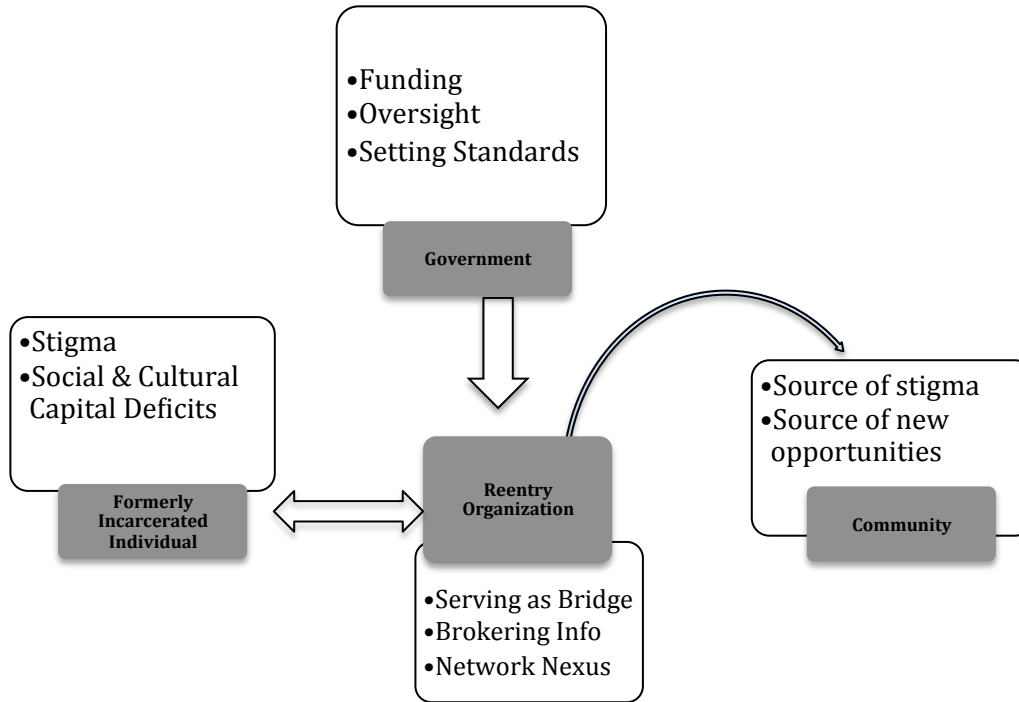 •Funding
•Oversight
•Setting Standards
Government
•Stigma
•Social & Cultural
Capital Deficits
Formerly
Incarcerated
Individual
Reentry
Organization
•Serving as Bridge
•Brokering Info
•Network Nexus
•Source of stigma
•Source of new
opportunities
Community